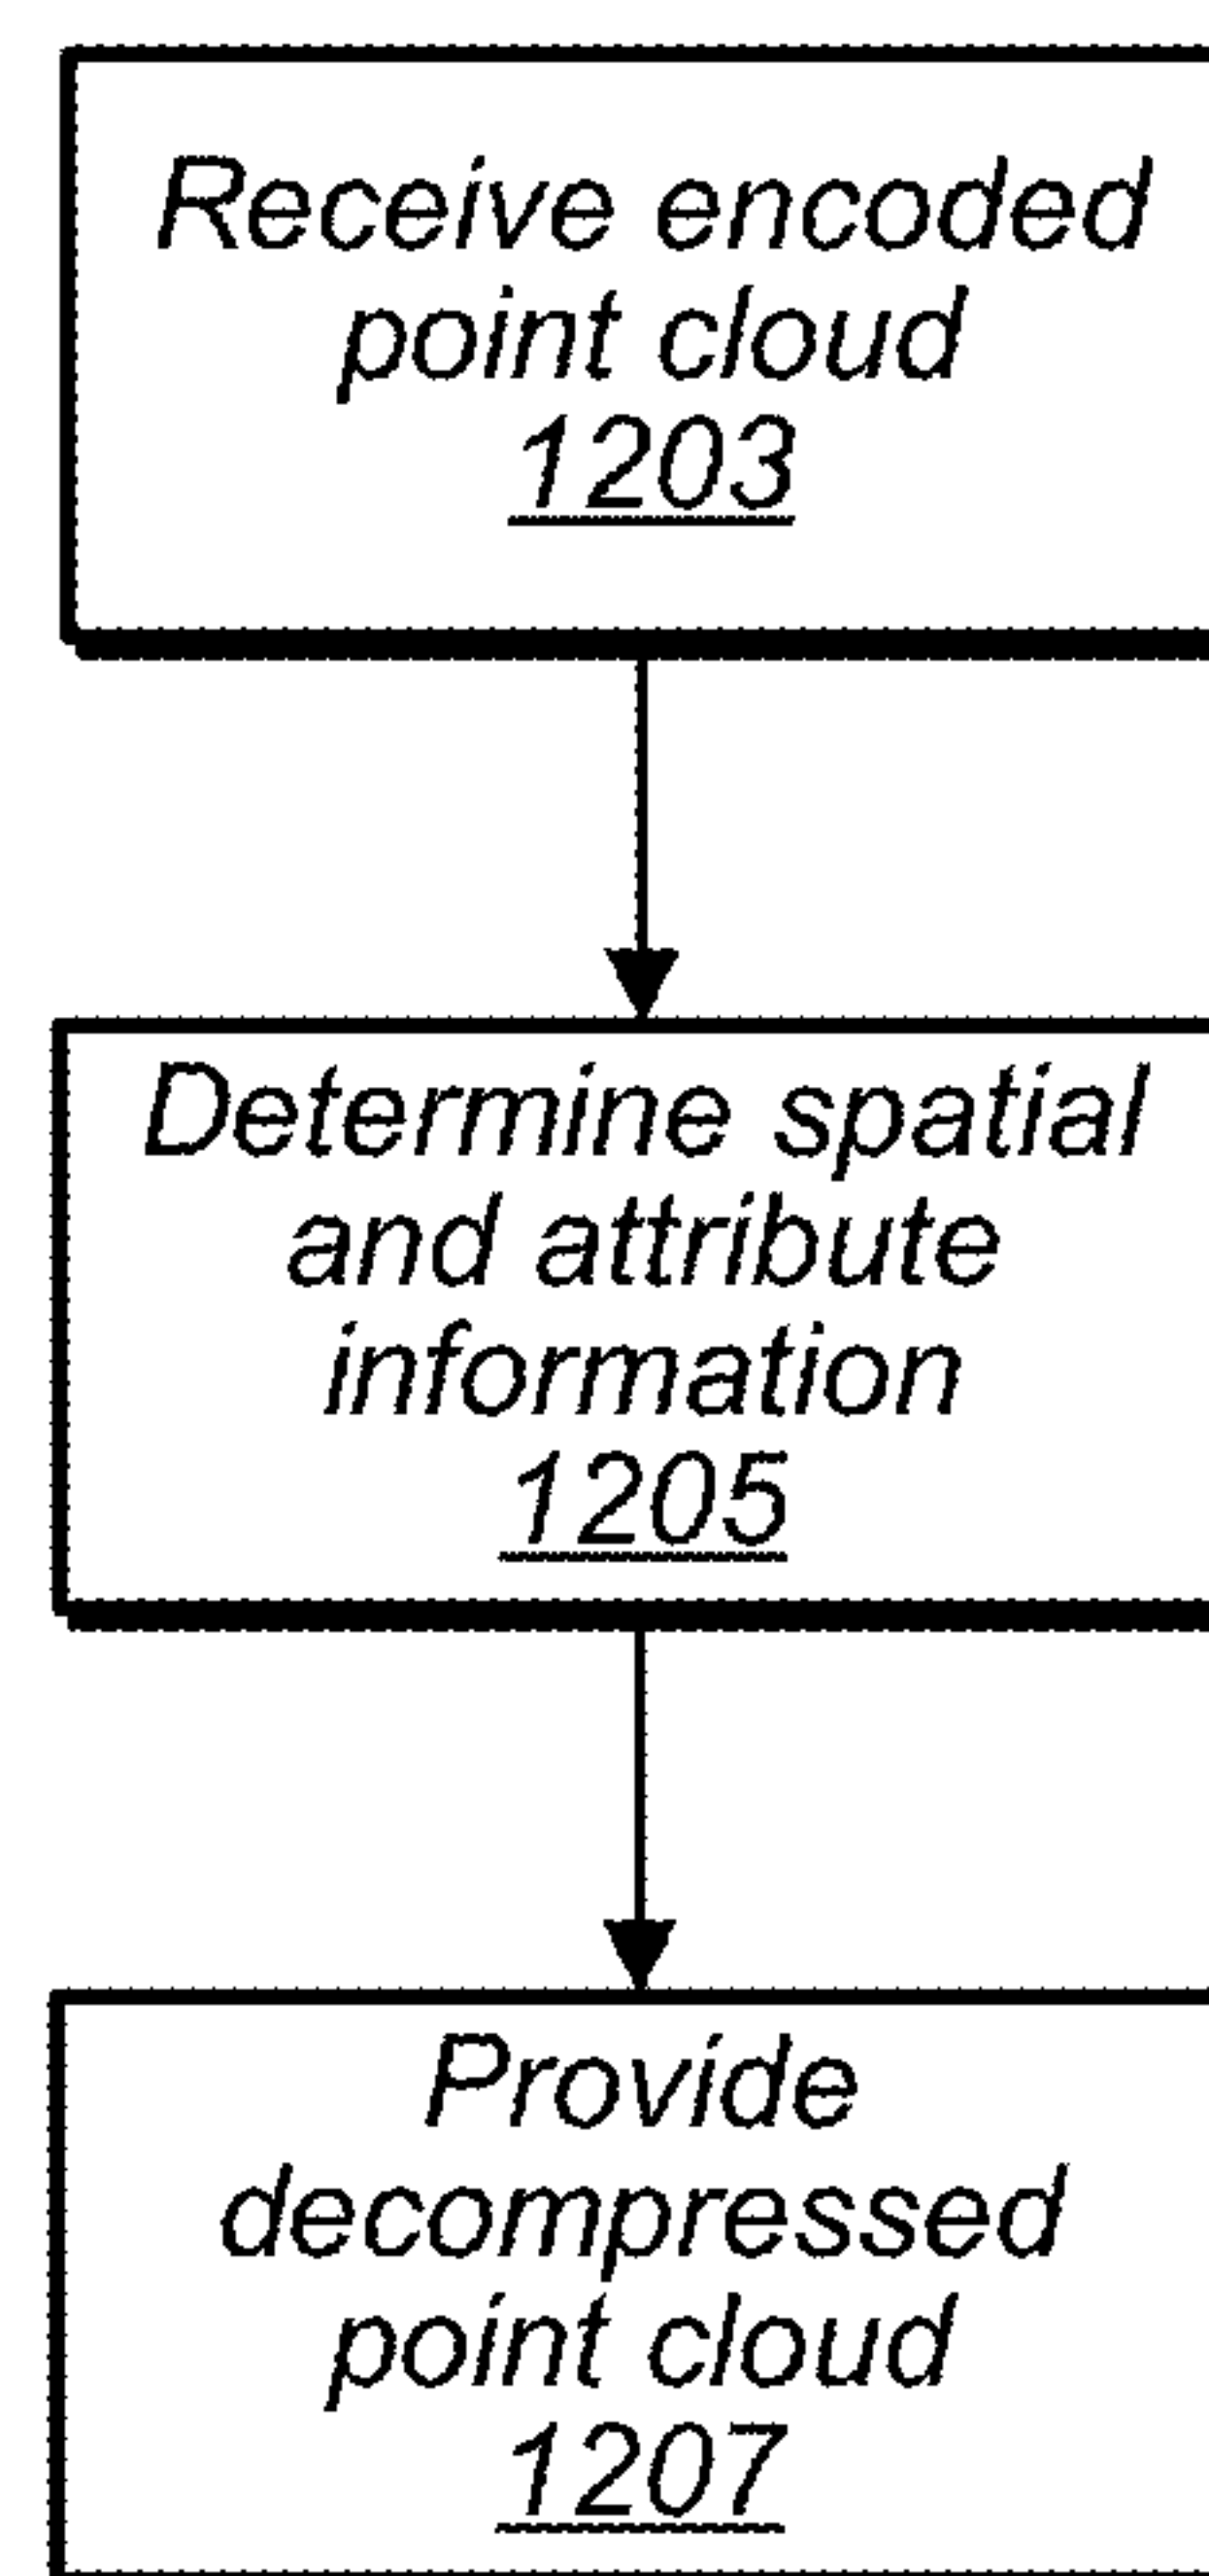 Receive encoded
point cloud
1203
Determine spatial
and attribute
information
1205
Provide
decompressed
point cloud
1207